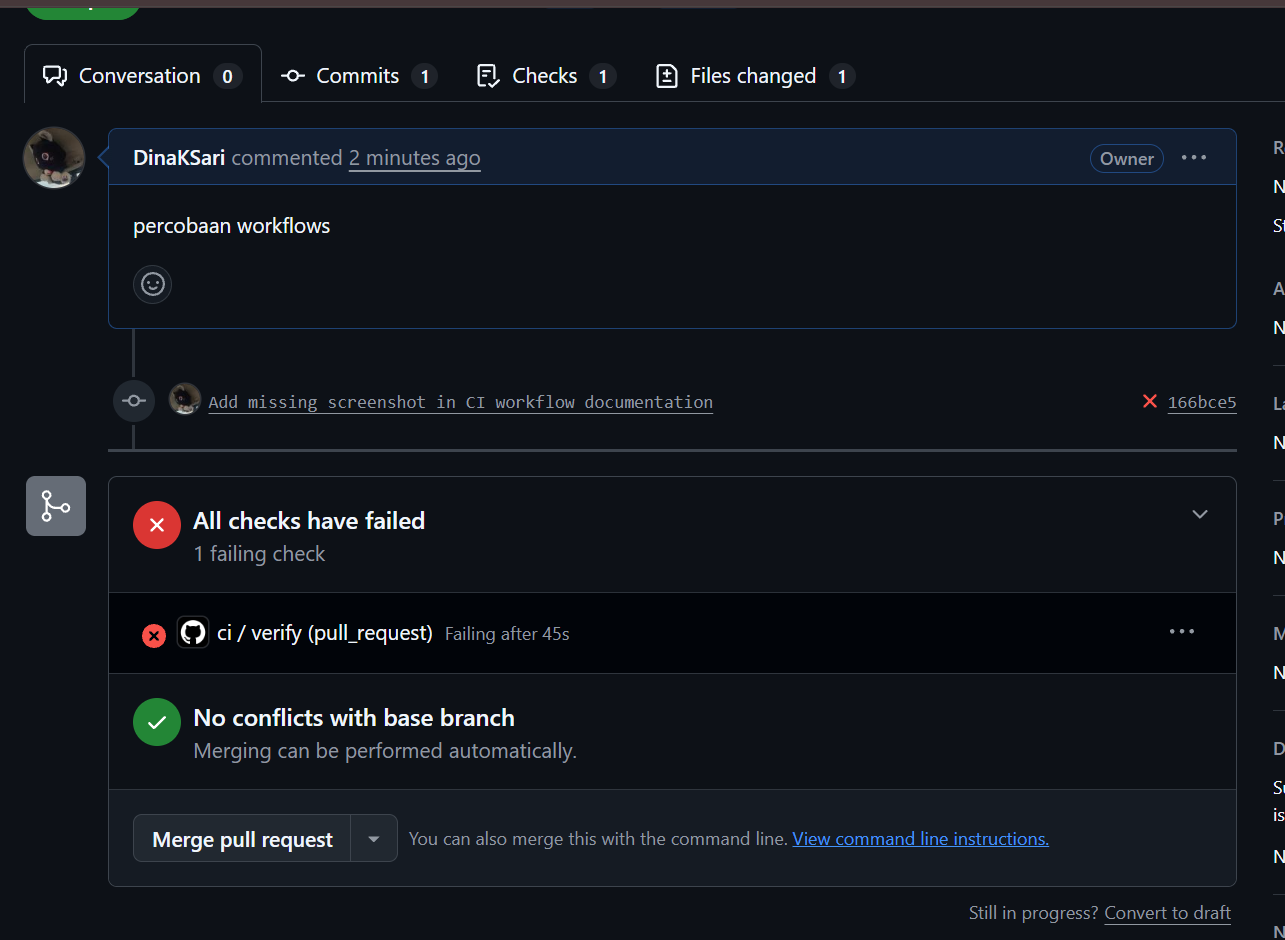 Conversation 0 Commits 1 Checks 1 Files changed 1
DinaKSari commented 2 minutes ago Owner
percobaan workflows
Add missing screenshot in CI workflow documentation 166bce5
All checks have failed
1 failing check
ci / verify (pull_request) Failing after 45s
No conflicts with base branch
Merging can be performed automatically.
Merge pull request You can also merge this with the command line. View command line instructions.
Still in progress? Convert to draft